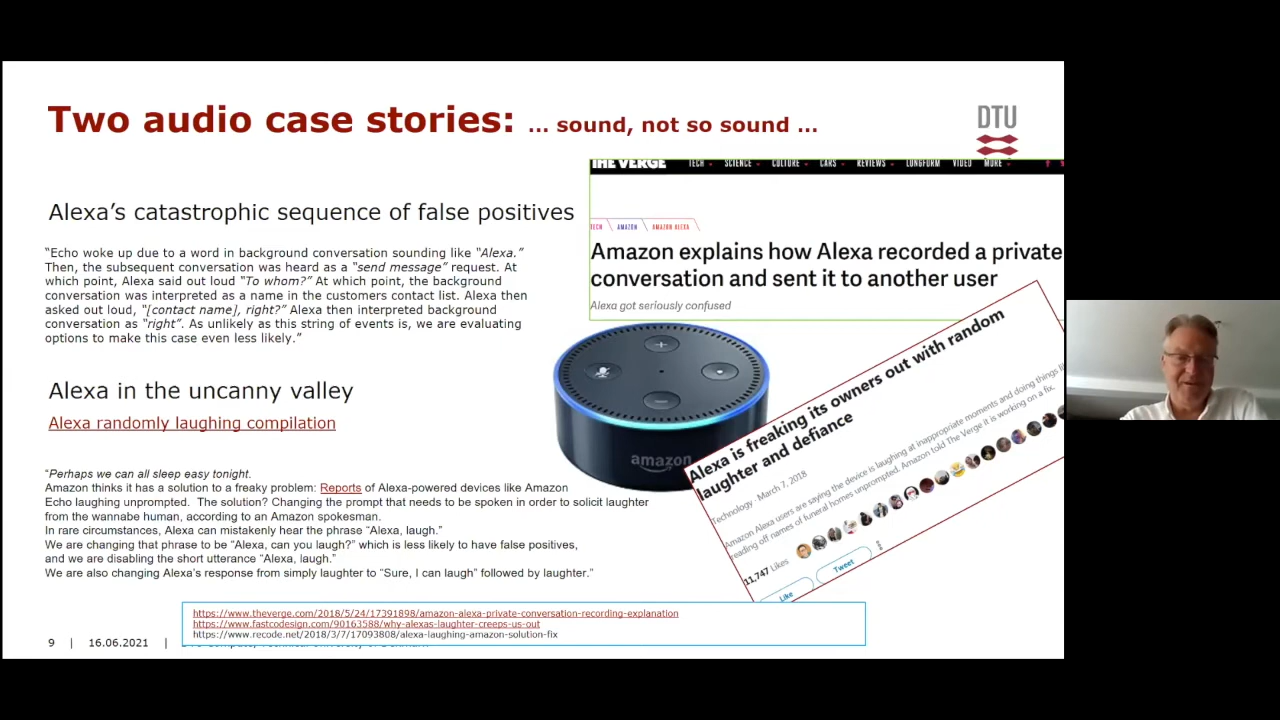 Two audio case stories: ... sound, not so sound ...
DTU
THE VERGE TECH SCIENCE CULTURE CARS REVIEWS LONGFORM VIDEO MORE
TECH AMAZON AMAZON ALEXA
Amazon explains how Alexa recorded a private
conversation and sent it to another user
Alexa got seriously confused
Alexa's catastrophic sequence of false positives
“Echo woke up due to a word in background conversation sounding like “Alexa.”
Then, the subsequent conversation was heard as a “send message” request. At
which point, Alexa said out loud “To whom?” At which point, the background
conversation was interpreted as a name in the customers contact list. Alexa then
asked out loud, “[contact name], right?” Alexa then interpreted background
conversation as “right”. As unlikely as this string of events is, we are evaluating
options to make this case even less likely.”
amazon
Alexa is freaking its owners out with random
laughter and defiance
Technology · March 7, 2018
Amazon Alexa users are saying the device is laughing at inappropriate moments and doing things
reading off names of funeral homes unprompted. Amazon told The Verge it is working on a fix.
11,747 Likes
Like
Tweet
Alexa in the uncanny valley
Alexa randomly laughing compilation
“Perhaps we can all sleep easy tonight.
Amazon thinks it has a solution to a freaky problem: Reports of Alexa-powered devices like Amazon
Echo laughing unprompted. The solution? Changing the prompt that needs to be spoken in order to solicit laughter
from the wannabe human, according to an Amazon spokesman.
In rare circumstances, Alexa can mistakenly hear the phrase “Alexa, laugh.”
We are changing that phrase to be “Alexa, can you laugh?” which is less likely to have false positives,
and we are disabling the short utterance “Alexa, laugh.”
We are also changing Alexa's response from simply laughter to “Sure, I can laugh” followed by laughter.”
https://www.theverge.com/2018/5/24/17391898/amazon-alexa-private-conversation-recording-explanation
https://www.fastcodesign.com/90163588/why-alexas-laughter-creeps-us-out
https://www.recode.net/2018/3/7/17093808/alexa-laughing-amazon-solution-fix
9 | 16.06.2021 |